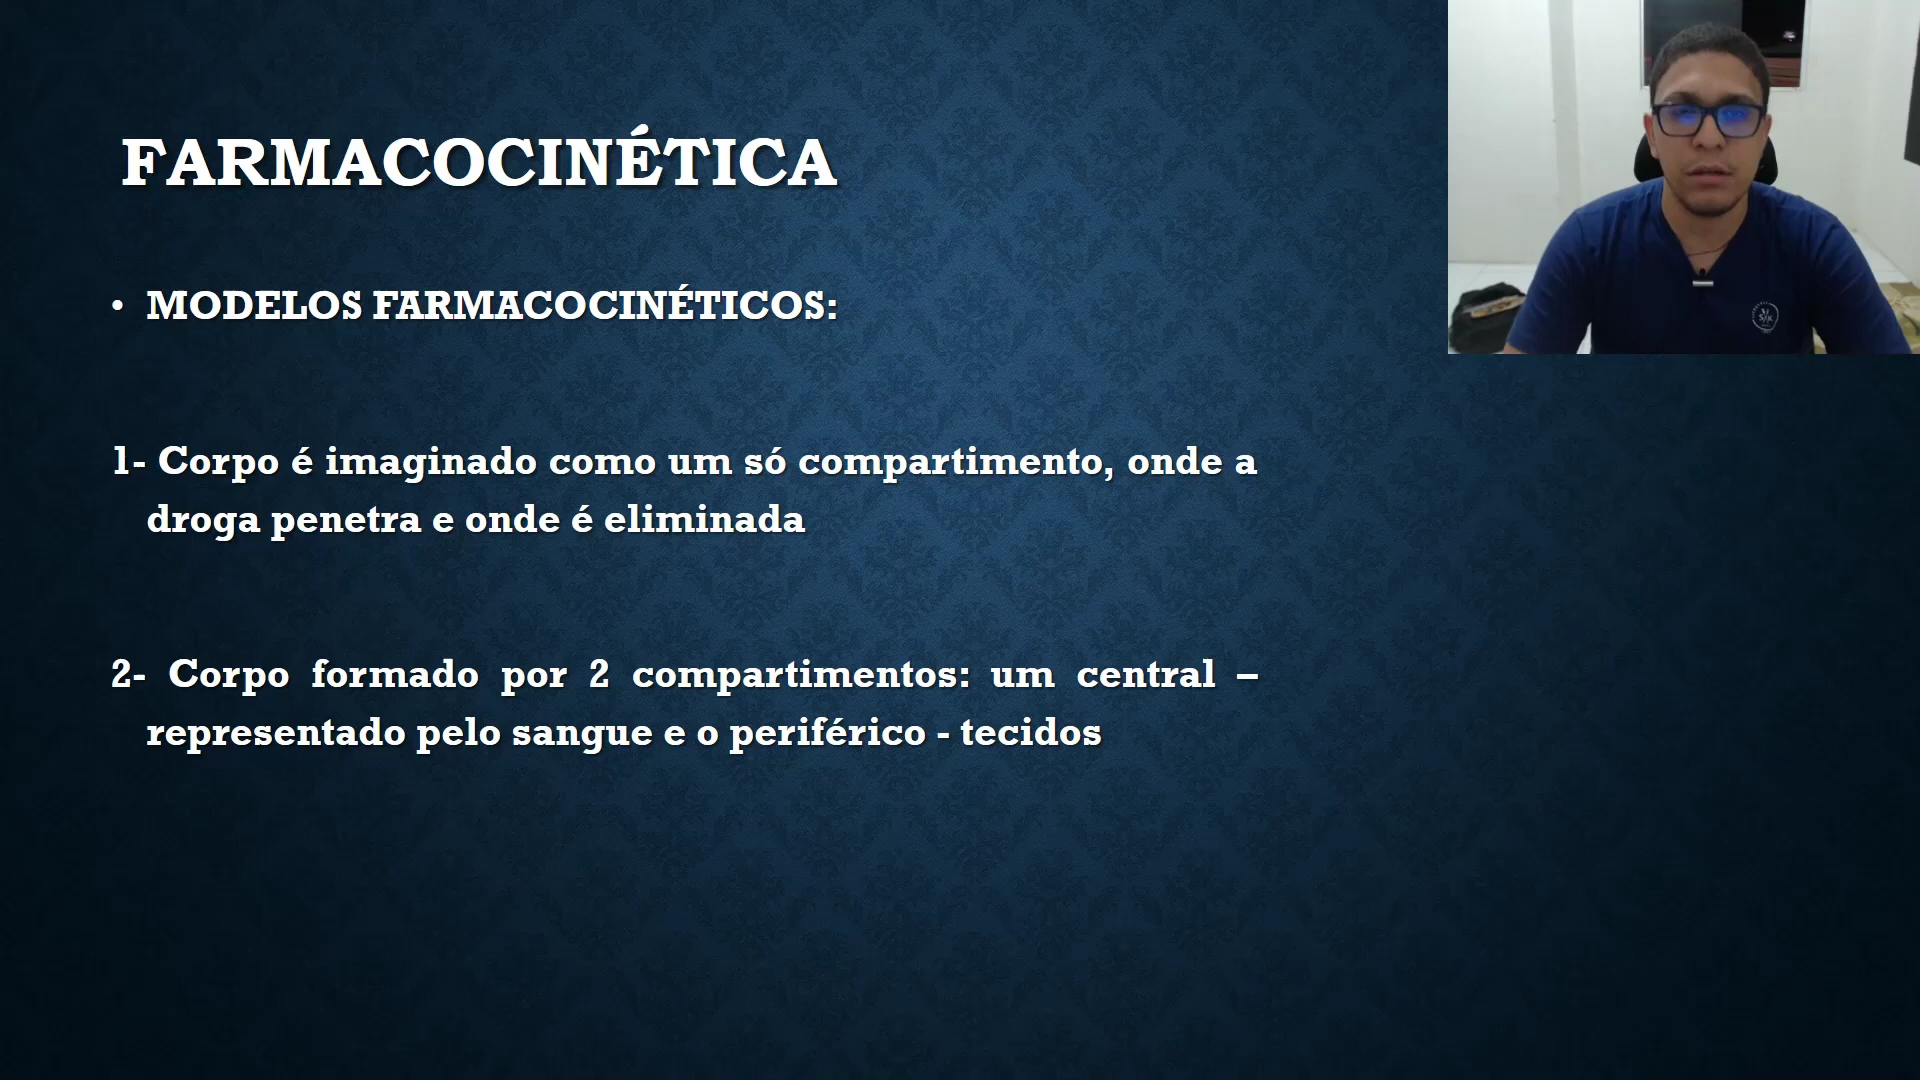 FARMACOCINÉTICA
• MODELOS FARMACOCINÉTICOS:
1- Corpo é imaginado como um só compartimento, onde a
droga penetra e onde é eliminada
2- Corpo formado por 2 compartimentos: um central –
representado pelo sangue e o periférico - tecidos